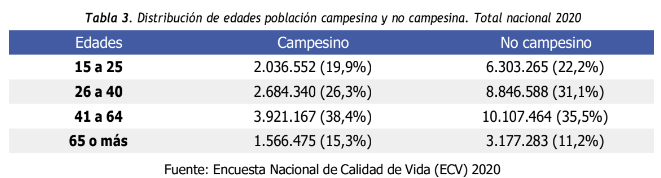 Tabla 3. Distribución de edades población campesina y no campesina. Total nacional 2020
Edades Campesino No campesino
15 a 25 2.036.552 (19,9%) 6.303.265 (22,2%)
26 a 40 2.684.340 (26,3%) 8.846.588 (31,1%)
41 a 64 3.921.167 (38,4%) 10.107.464 (35,5%)
65 o más 1.566.475 (15,3%) 3.177.283 (11,2%)
Fuente: Encuesta Nacional de Calidad de Vida (ECV) 2020